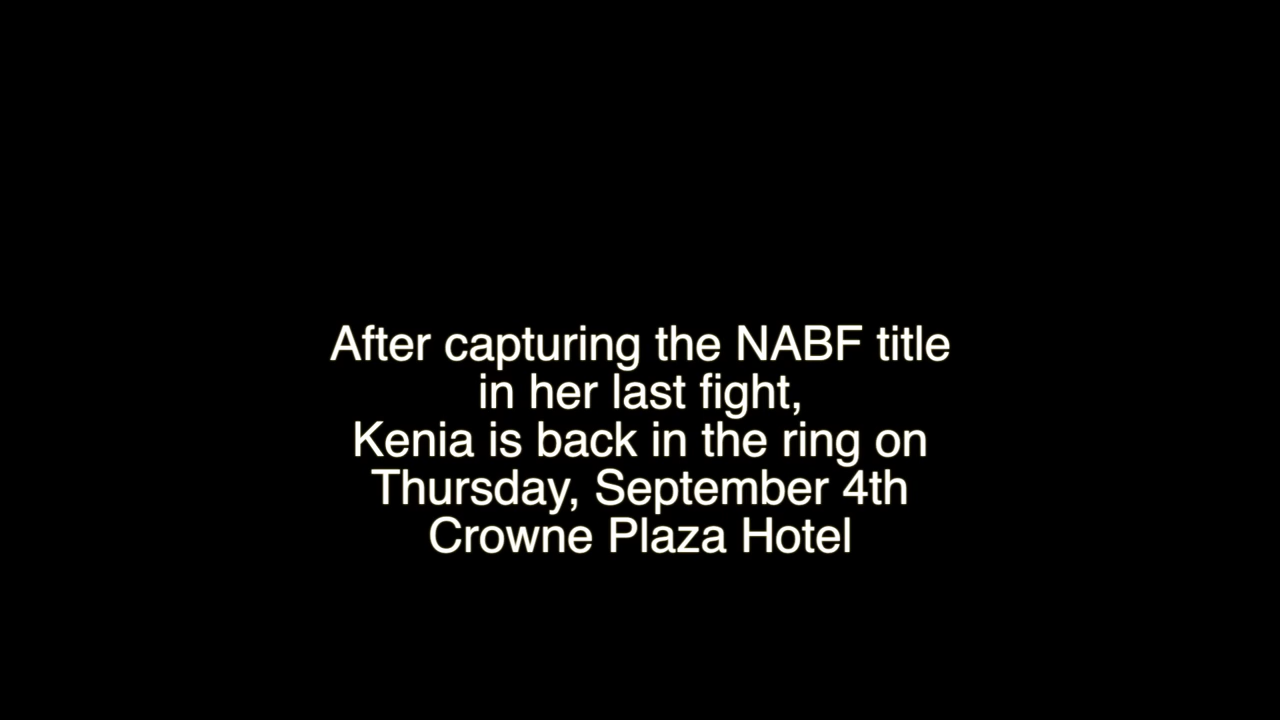 After capturing the NABF title
in her last fight,
Kenia is back in the ring on
Thursday, September 4th
Crowne Plaza Hotel